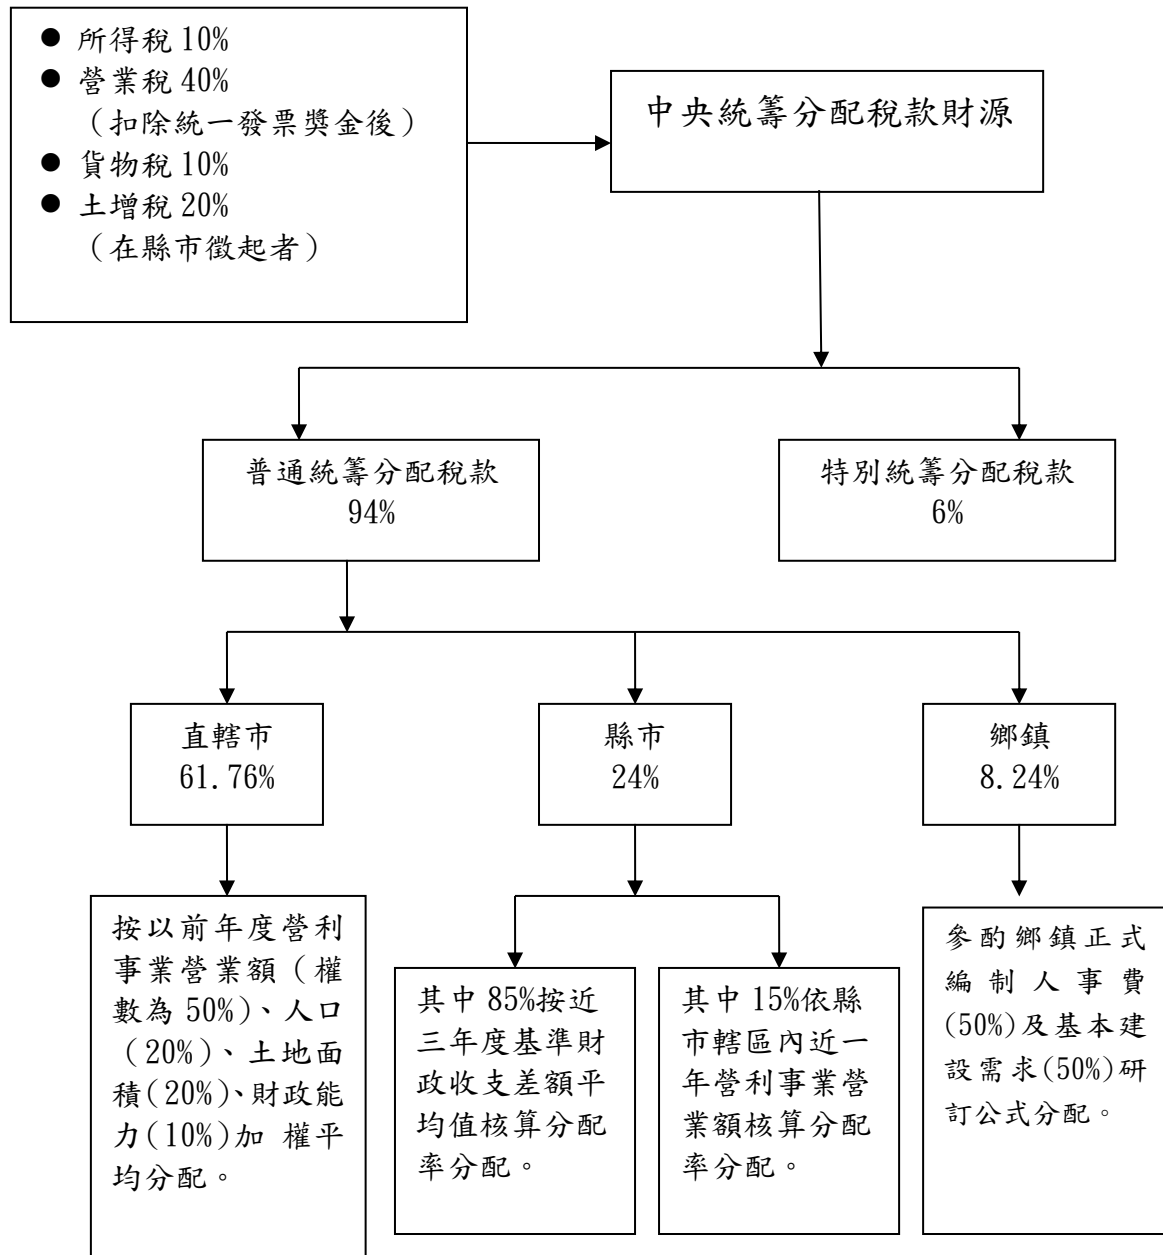 ● 所得稅 10%
● 營業稅 40%
（扣除統一發票獎金後）
● 貨物稅 10%
● 土增稅 20%
（在縣市徵起者）
中央統籌分配稅款財源
普通統籌分配稅款
94%
特別統籌分配稅款
6%
直轄市
61.76%
縣市
24%
鄉鎮
8.24%
按以前年度營利
事業營業額（權
數為 50%)、人口
（20%)、土地面
積(20%)、財政能
力(10%)加 權平
均分配。
其中 85%按近
三年度基準財
政收支差額平
均值核算分配
率分配。
其中 15%依縣
市轄區內近一
年營利事業營
業額核算分配
率分配。
參酌鄉鎮正式
編制人事費
(50%)及基本建
設需求(50%)研
訂公式分配。